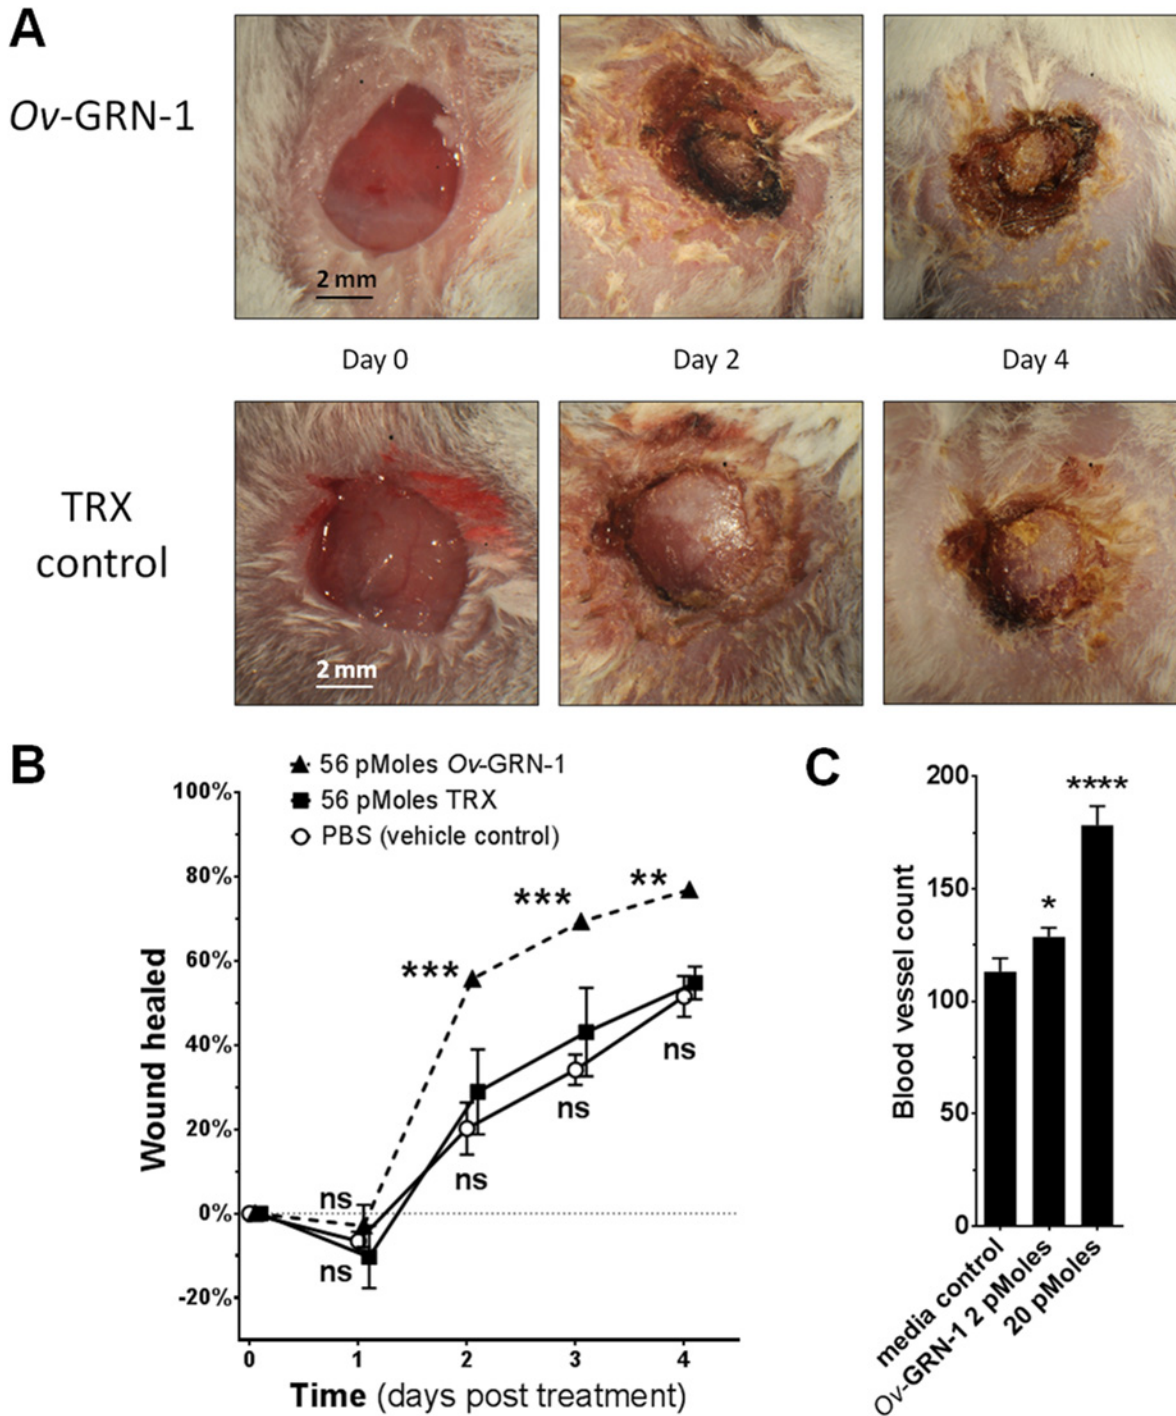 A
Ov-GRN-1
2 mm
Day 0
Day 2
Day 4
TRX
control
2 mm
B
56 pMoles Ov-GRN-1
56 pMoles TRX
PBS (vehicle control)
100%
80%
60%
40%
20%
0%
-20%
Wound healed
***
***
**
ns
ns
ns
ns
ns
0
1
2
3
4
Time (days post treatment)
C
200
150
100
50
0
Blood vessel count
*
****
media control
Ov-GRN-1 2 pMoles
20 pMoles